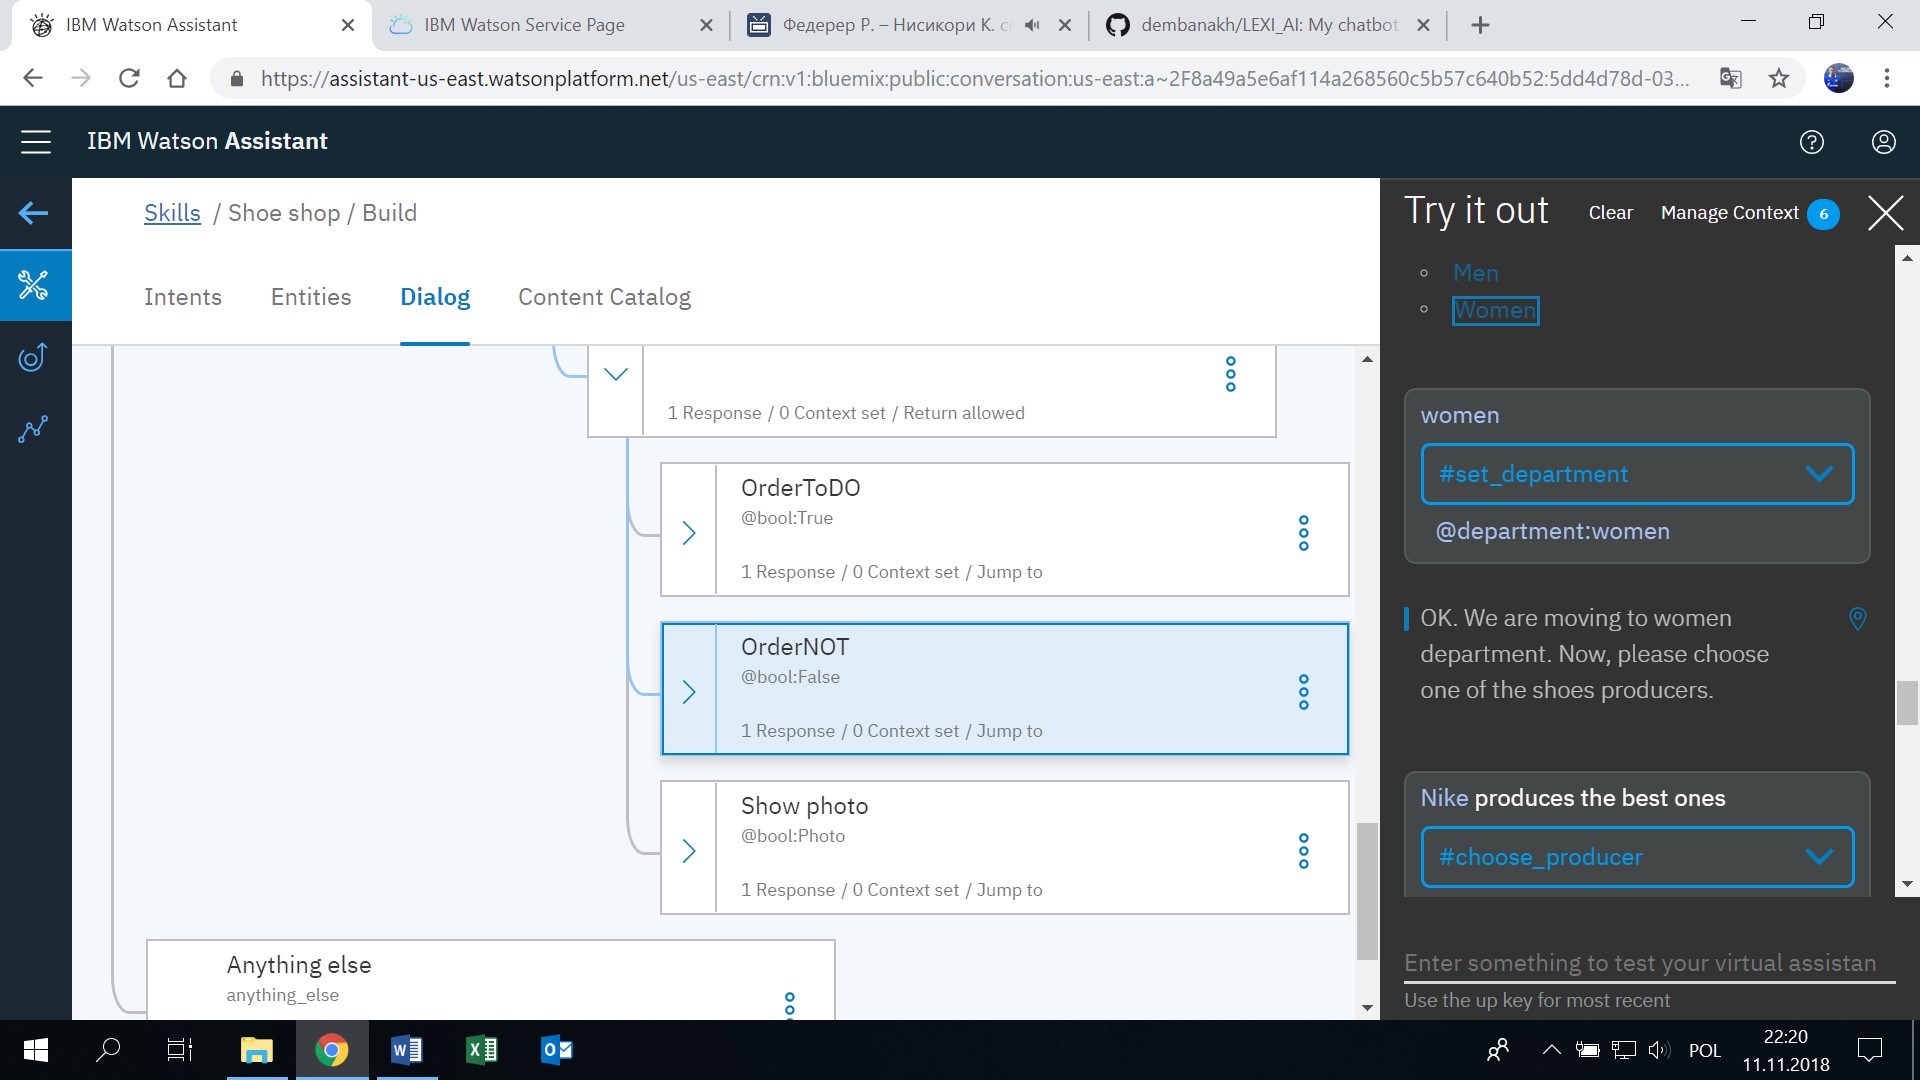 IBM Watson Assistant
IBM Watson Service Page
Федерер Р. – Нисикори К.
dembanakh/LEXI_AI: My chatbot
https://assistant-us-east.watsonplatform.net/us-east/crn:v1:bluemix:public:conversation:us-east:a~2F8a49a5e6af114a268560c5b57c640b52:5dd4d78d-03...
IBM Watson Assistant
Skills / Shoe shop / Build
Intents
Entities
Dialog
Content Catalog
1 Response / 0 Context set / Return allowed
OrderToDO
@bool:True
1 Response / 0 Context set / Jump to
OrderNOT
@bool:False
1 Response / 0 Context set / Jump to
Show photo
@bool:Photo
1 Response / 0 Context set / Jump to
Anything else
anything_else
Try it out
Clear
Manage Context 6
Men
Women
women
#set_department
@department:women
OK. We are moving to women
department. Now, please choose
one of the shoes producers.
Nike produces the best ones
#choose_producer
Enter something to test your virtual assistan
Use the up key for most recent
POL
22:20
11.11.2018